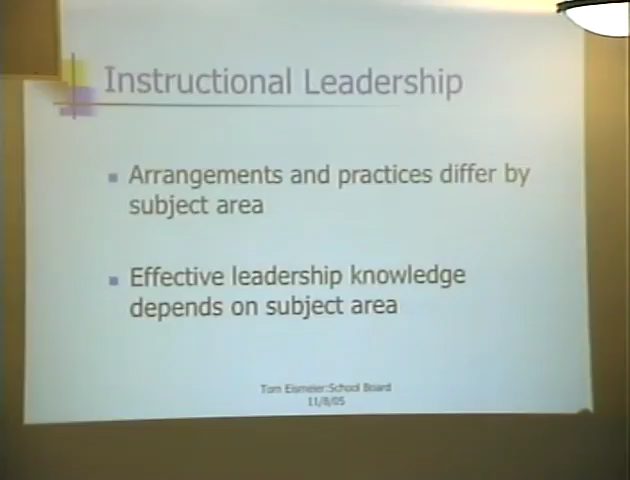 Instructional Leadership
Arrangements and practices differ by
subject area
Effective leadership knowledge
depends on subject area
Tom Eismeier:School Board
11/8/05